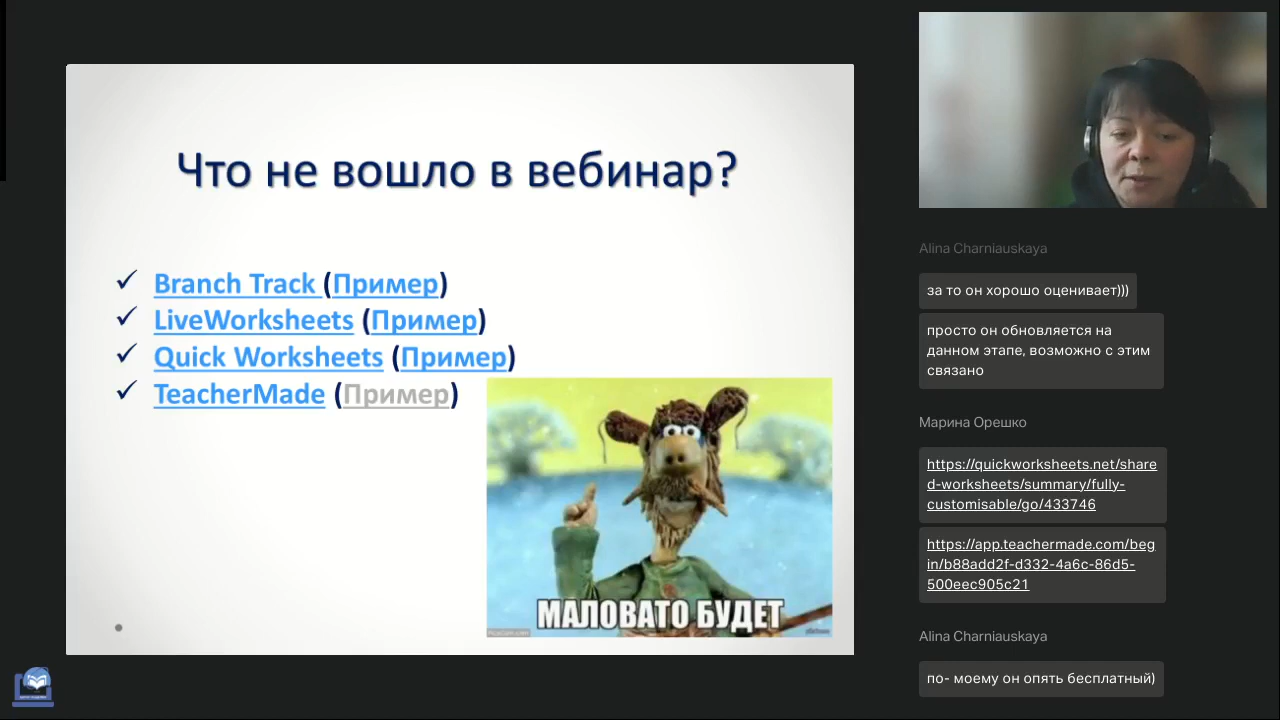 Что не вошло в вебинар?
✓ Branch Track (Пример)
✓ LiveWorksheets (Пример)
✓ Quick Worksheets (Пример)
✓ TeacherMade (Пример)
МАЛОВАТО БУДЕТ
Alina Charniauskaya
за то он хорошо оценивает)))
просто он обновляется на
данном этапе, возможно с этим
связано
Марина Орешко
https://quickworksheets.net/share
d-worksheets/summary/fully-
customisable/go/433746
https://app.teachermade.com/beg
in/b88add2f-d332-4a6c-86d5-
500eec905c21
Alina Charniauskaya
по- моему он опять бесплатный)